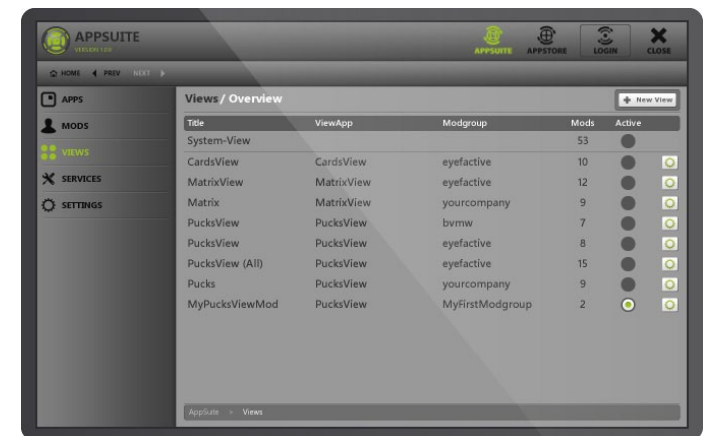 APPSUITE
VERSION 1.0.0
APPSUITE APPSTORE LOGIN CLOSE
HOME PREV NEXT
APPS
MODS
VIEWS
SERVICES
SETTINGS
Views / Overview
New View
Title ViewApp Modgroup Mods Active
System-View 53
CardsView CardsView eyefactive 10
MatrixView MatrixView eyefactive 12
Matrix MatrixView yourcompany 9
PucksView PucksView bvmw 7
PucksView PucksView eyefactive 8
PucksView (All) PucksView eyefactive 15
Pucks PucksView yourcompany 9
MyPucksViewMod PucksView MyFirstModgroup 2
AppSuite > Views